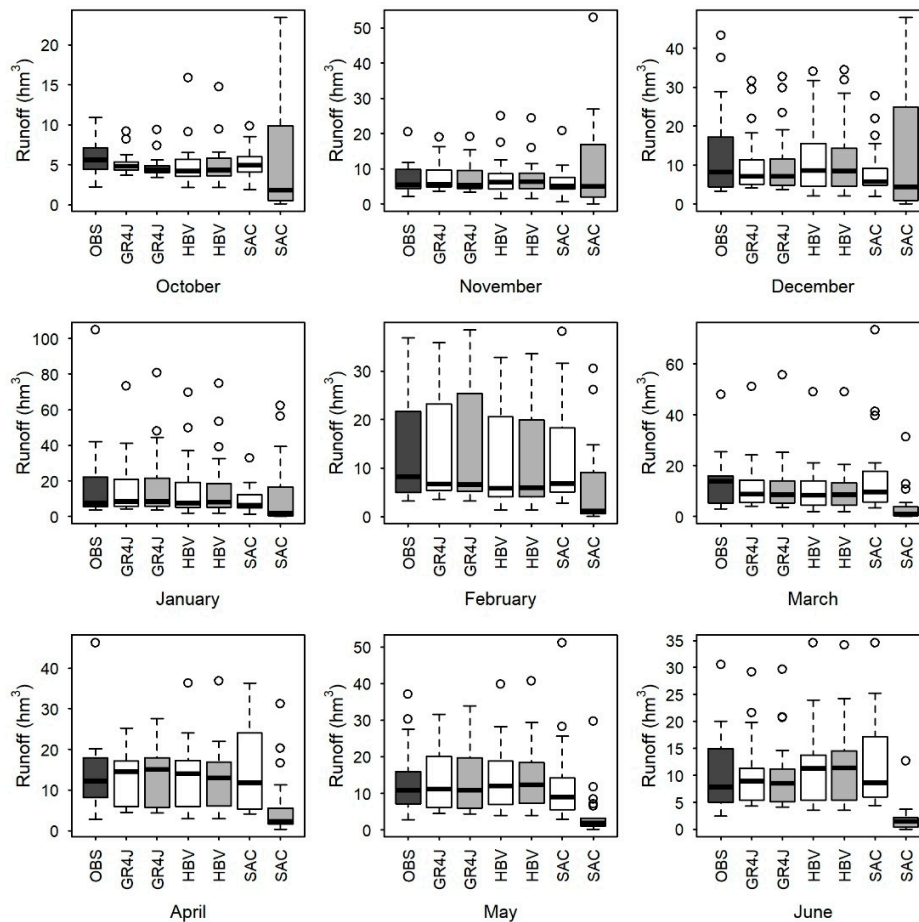 Runoff (hm³)
20
15
10
5
0
OBS GR4J GR4J HBV HBV SAC SAC
October
Runoff (hm³)
50
40
30
20
10
0
OBS GR4J GR4J HBV HBV SAC SAC
November
Runoff (hm³)
40
30
20
10
0
OBS GR4J GR4J HBV HBV SAC SAC
December
Runoff (hm³)
100
80
60
40
20
0
OBS GR4J GR4J HBV HBV SAC SAC
January
Runoff (hm³)
30
20
10
0
OBS GR4J GR4J HBV HBV SAC SAC
February
Runoff (hm³)
60
40
20
0
OBS GR4J GR4J HBV HBV SAC SAC
March
Runoff (hm³)
40
30
20
10
0
OBS GR4J GR4J HBV HBV SAC SAC
April
Runoff (hm³)
50
40
30
20
10
0
OBS GR4J GR4J HBV HBV SAC SAC
May
Runoff (hm³)
35
30
25
20
15
10
5
0
OBS GR4J GR4J HBV HBV SAC SAC
June